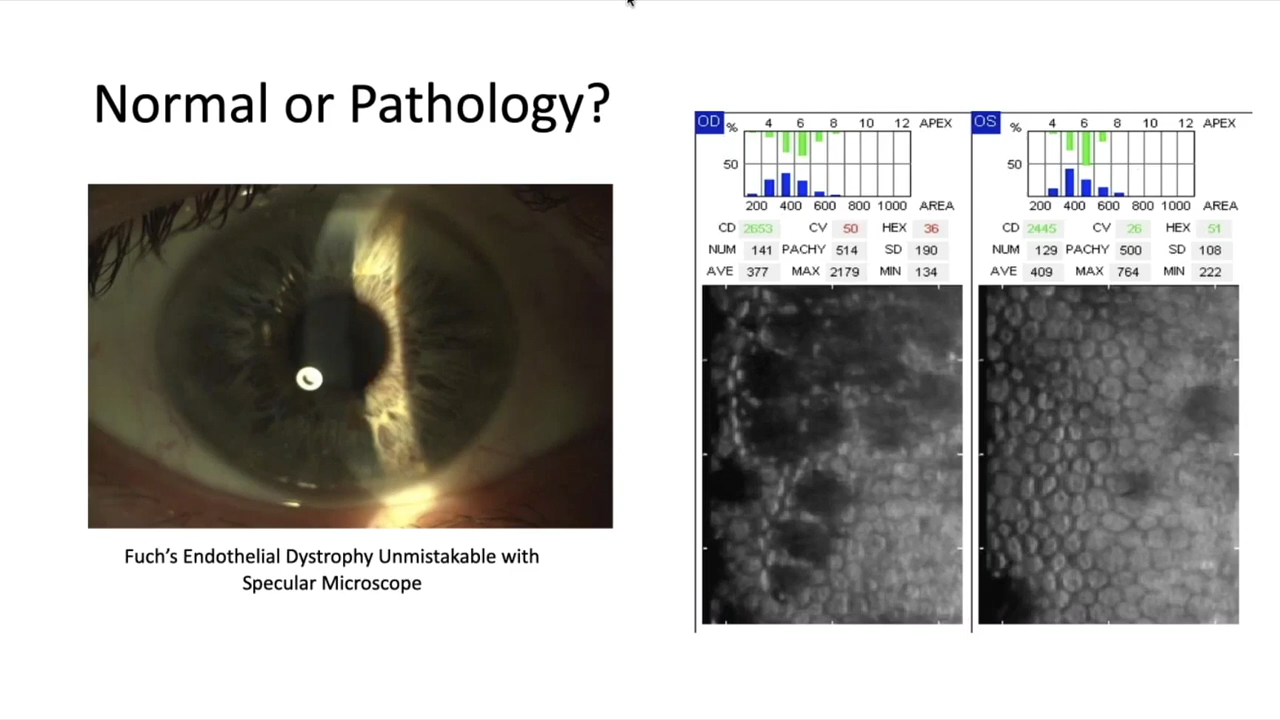 Normal or Pathology?
Fuch's Endothelial Dystrophy Unmistakable with
Specular Microscope
OD % 4 6 8 10 12 APEX
50
200 400 600 800 1000 AREA
CD 2653 CV 50 HEX 36
NUM 141 PACHY 514 SD 190
AVE 377 MAX 2179 MIN 134
OS % 4 6 8 10 12 APEX
50
200 400 600 800 1000 AREA
CD 2445 CV 26 HEX 51
NUM 129 PACHY 500 SD 108
AVE 409 MAX 764 MIN 222